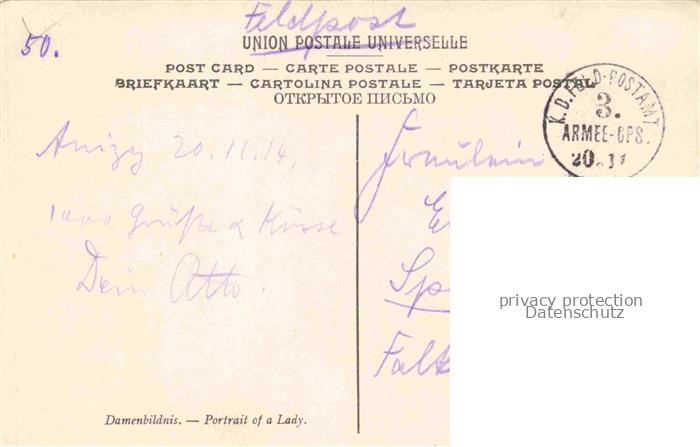 Feldpost
50.
UNION POSTALE UNIVERSELLE
POST CARD — CARTE POSTALE — POSTKARTE
BRIEFKAART — CARTOLINA POSTALE — TARJETA POSTAL
ОТКРЫТОЕ ПИСЬМО
K.D. FELD-POSTAMT
3.
ARMEE-CPS.
20. 11
Anizy 20.11.14.
1000 Grüße & Küsse
Dein Otto.
Fräulein
Sp
Falk
privacy protection
Datenschutz
Damenbildnis. — Portrait of a Lady.